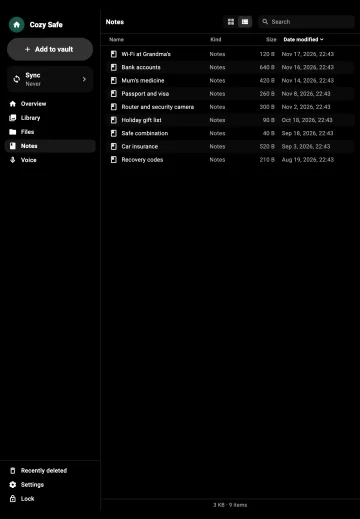 Cozy Safe
+ Add to vault
Sync
Never
Overview
Library
Files
Notes
Voice
Recently deleted
Settings
Lock
Notes
Search
Name Kind Size Date modified
Wi-Fi at Grandma's Notes 120 B Nov 17, 2026, 22:43
Bank accounts Notes 640 B Nov 16, 2026, 22:43
Mum's medicine Notes 420 B Nov 14, 2026, 22:43
Passport and visa Notes 260 B Nov 8, 2026, 22:43
Router and security camera Notes 300 B Nov 2, 2026, 22:43
Holiday gift list Notes 90 B Oct 18, 2026, 22:43
Safe combination Notes 40 B Sep 18, 2026, 22:43
Car insurance Notes 520 B Sep 3, 2026, 22:43
Recovery codes Notes 210 B Aug 19, 2026, 22:43
3 KB · 9 items